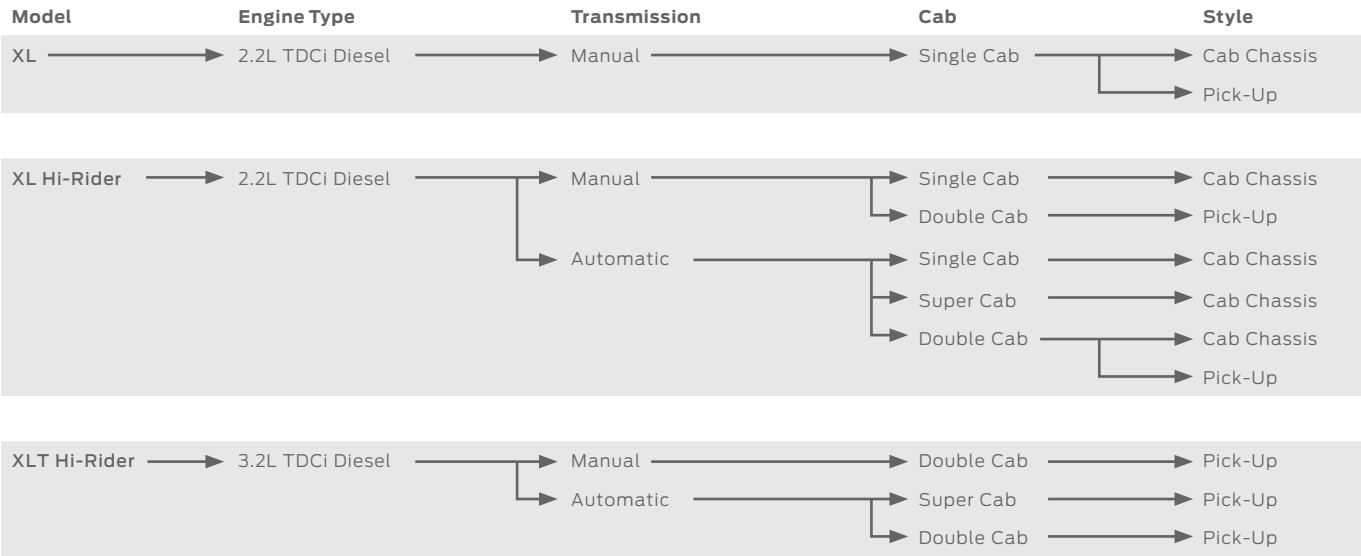 Model Engine Type Transmission Cab Style
XL 2.2L TDCi Diesel Manual Single Cab Cab Chassis
Pick-Up
XL Hi-Rider 2.2L TDCi Diesel Manual Single Cab Cab Chassis
Double Cab Pick-Up
Automatic Single Cab Cab Chassis
Super Cab Cab Chassis
Double Cab Cab Chassis
Pick-Up
XLT Hi-Rider 3.2L TDCi Diesel Manual Double Cab Pick-Up
Automatic Super Cab Pick-Up
Double Cab Pick-Up